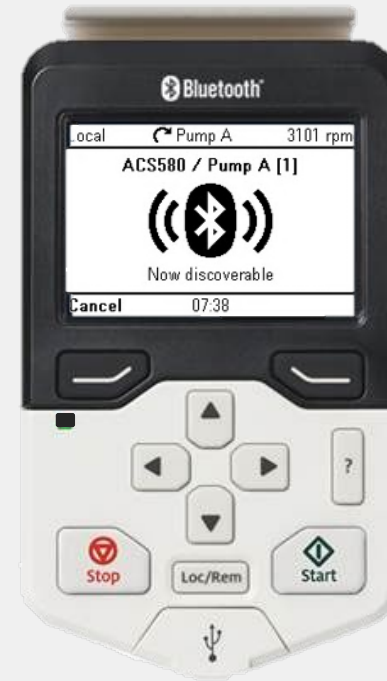 Bluetooth®
Local Pump A 3101 rpm
ACS580 / Pump A [1]
Now discoverable
Cancel 07:38
?
Stop
Loc/Rem
Start